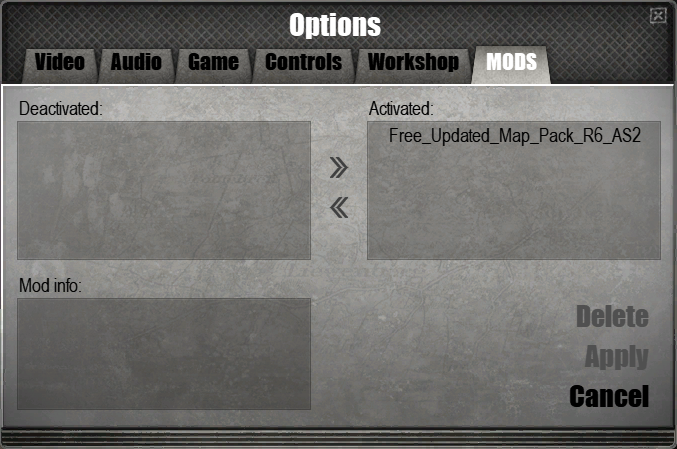 Options
Video Audio Game Controls Workshop MODS
Deactivated: Activated:
Free_Updated_Map_Pack_R6_AS2
Mod info:
Delete
Apply
Cancel